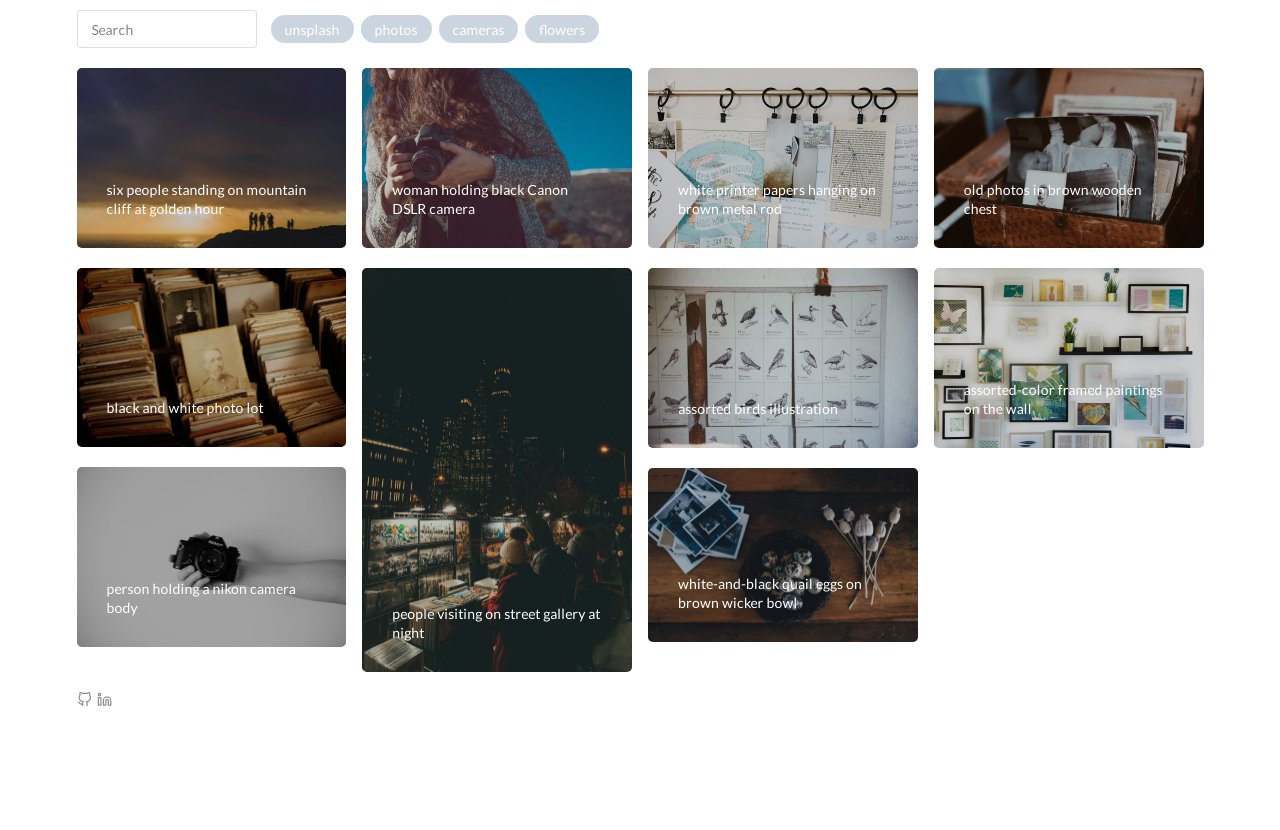 Search
unsplash
photos
cameras
flowers
six people standing on mountain
cliff at golden hour
woman holding black Canon
DSLR camera
white printer papers hanging on
brown metal rod
old photos in brown wooden
chest
black and white photo lot
people visiting on street gallery at
night
assorted birds illustration
assorted-color framed paintings
on the wall
person holding a nikon camera
body
white-and-black quail eggs on
brown wicker bowl